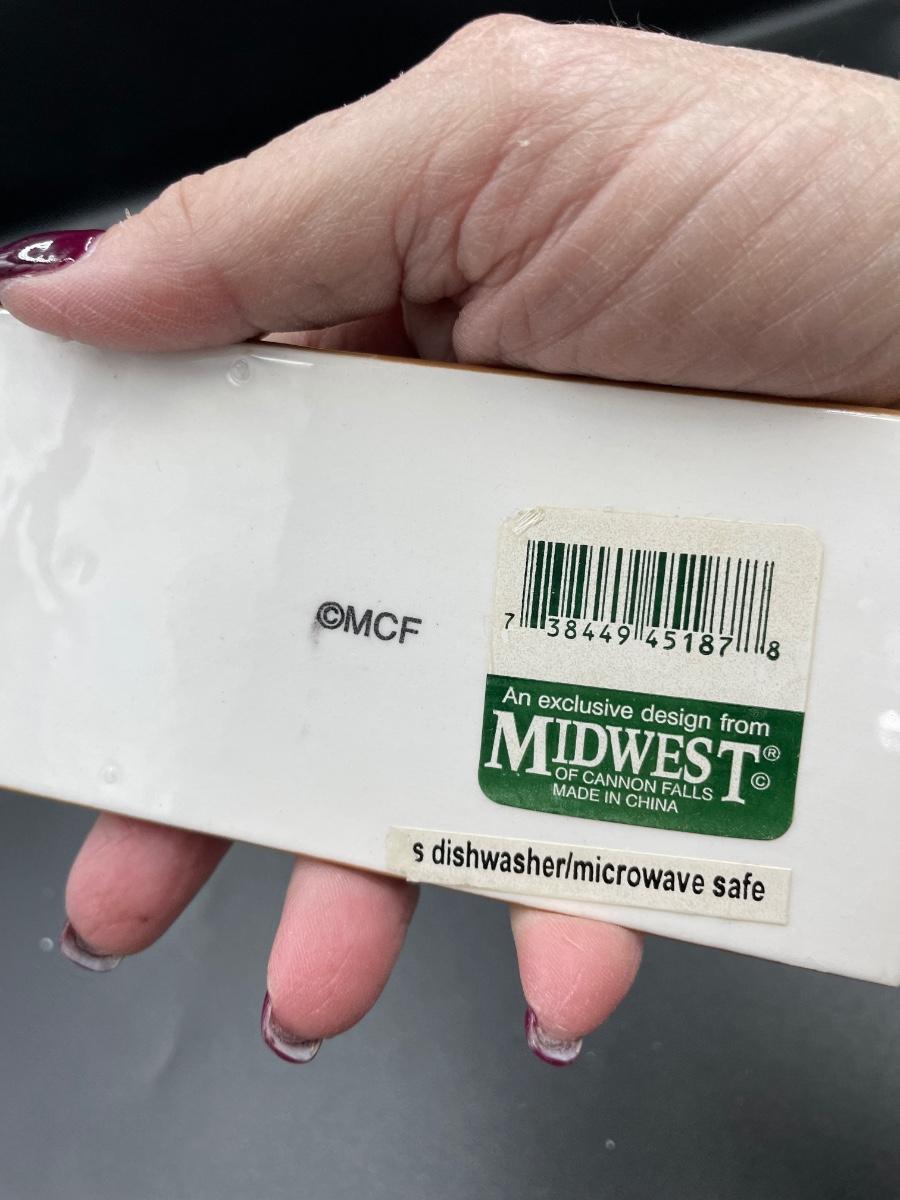 ©MCF
7 38449 45187 8
An exclusive design from
MIDWEST®
OF CANNON FALLS ©
MADE IN CHINA
s dishwasher/microwave safe